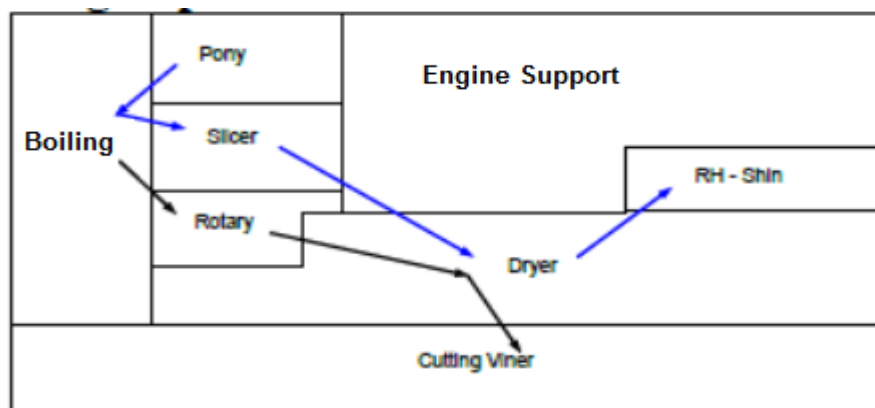 Pony
Engine Support
Slicer
Boiling
RH - Shin
Rotary
Dryer
Cutting Viner